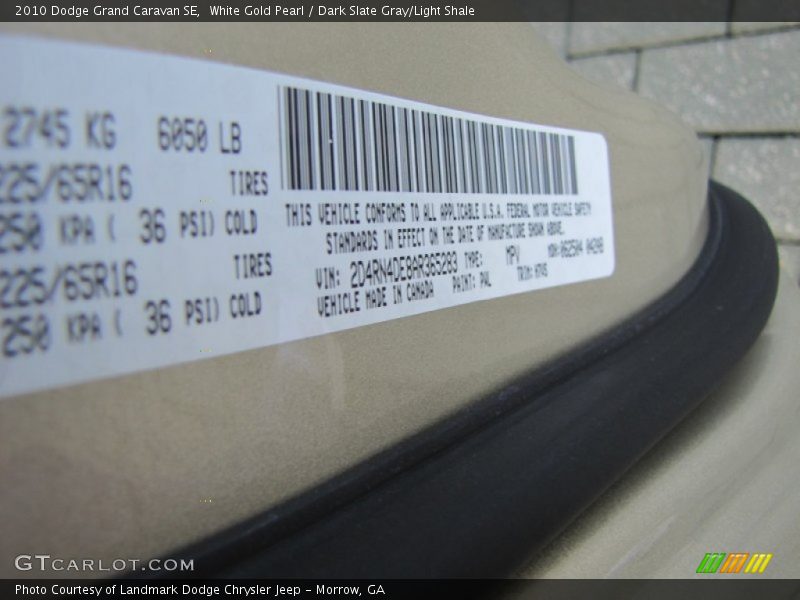 2010 Dodge Grand Caravan SE,  White Gold Pearl / Dark Slate Gray/Light Shale
2745 KG 6050 LB
225/65R16 TIRES
250 KPA ( 36 PSI) COLD
225/65R16 TIRES
250 KPA ( 36 PSI) COLD
THIS VEHICLE CONFORMS TO ALL APPLICABLE U.S.A. FEDERAL MOTOR VEHICLE SAFETY
STANDARDS IN EFFECT ON THE DATE OF MANUFACTURE SHOWN ABOVE.
VIN: 2D4RN4DE8AR365283 TYPE: MPV
VEHICLE MADE IN CANADA PAINT: PWL
GTCARLOT.COM
Photo Courtesy of Landmark Dodge Chrysler Jeep – Morrow, GA